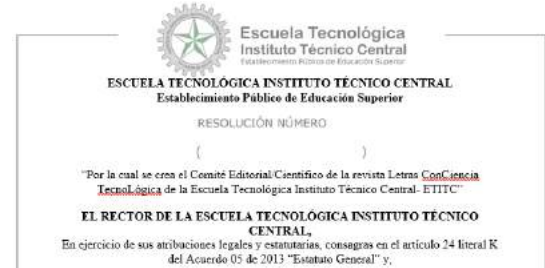 Escuela Tecnológica
Instituto Técnico Central
Establecimiento Público de Educación Superior
ESCUELA TECNOLÓGICA INSTITUTO TÉCNICO CENTRAL
Establecimiento Público de Educación Superior
RESOLUCIÓN NÚMERO
( )
"Por la cual se crea el Comité Editorial/Científico de la revista Letras ConCiencia
TecnoLógica de la Escuela Tecnológica Instituto Técnico Central- ETITC"
EL RECTOR DE LA ESCUELA TECNOLÓGICA INSTITUTO TÉCNICO
CENTRAL,
En ejercicio de sus atribuciones legales y estatutarias, consagras en el artículo 24 literal K
del Acuerdo 05 de 2013 "Estatuto General" y,